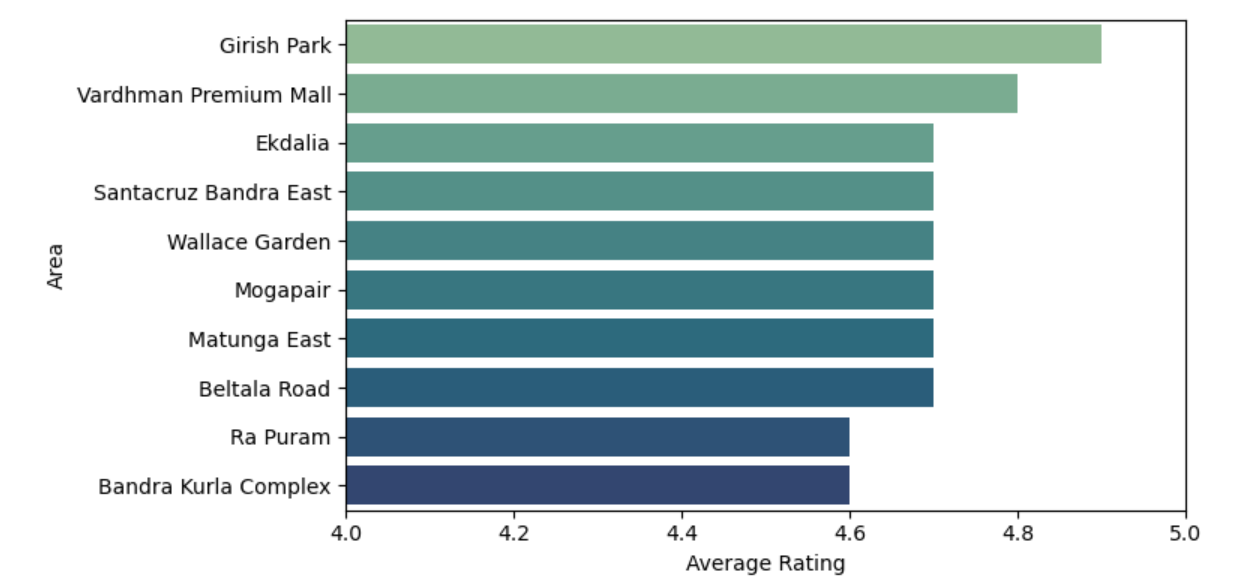 Girish Park
Vardhman Premium Mall
Ekdalia
Santacruz Bandra East
Wallace Garden
Mogapair
Matunga East
Beltala Road
Ra Puram
Bandra Kurla Complex
Area
4.0 4.2 4.4 4.6 4.8 5.0
Average Rating